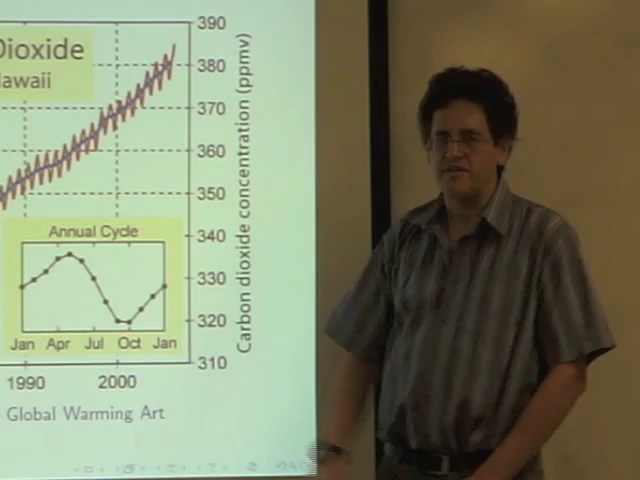 Dioxide
Hawaii
390
380
370
360
350
340
330
320
310
Carbon dioxide concentration (ppmv)
Annual Cycle
Jan Apr Jul Oct Jan
1990 2000
Global Warming Art